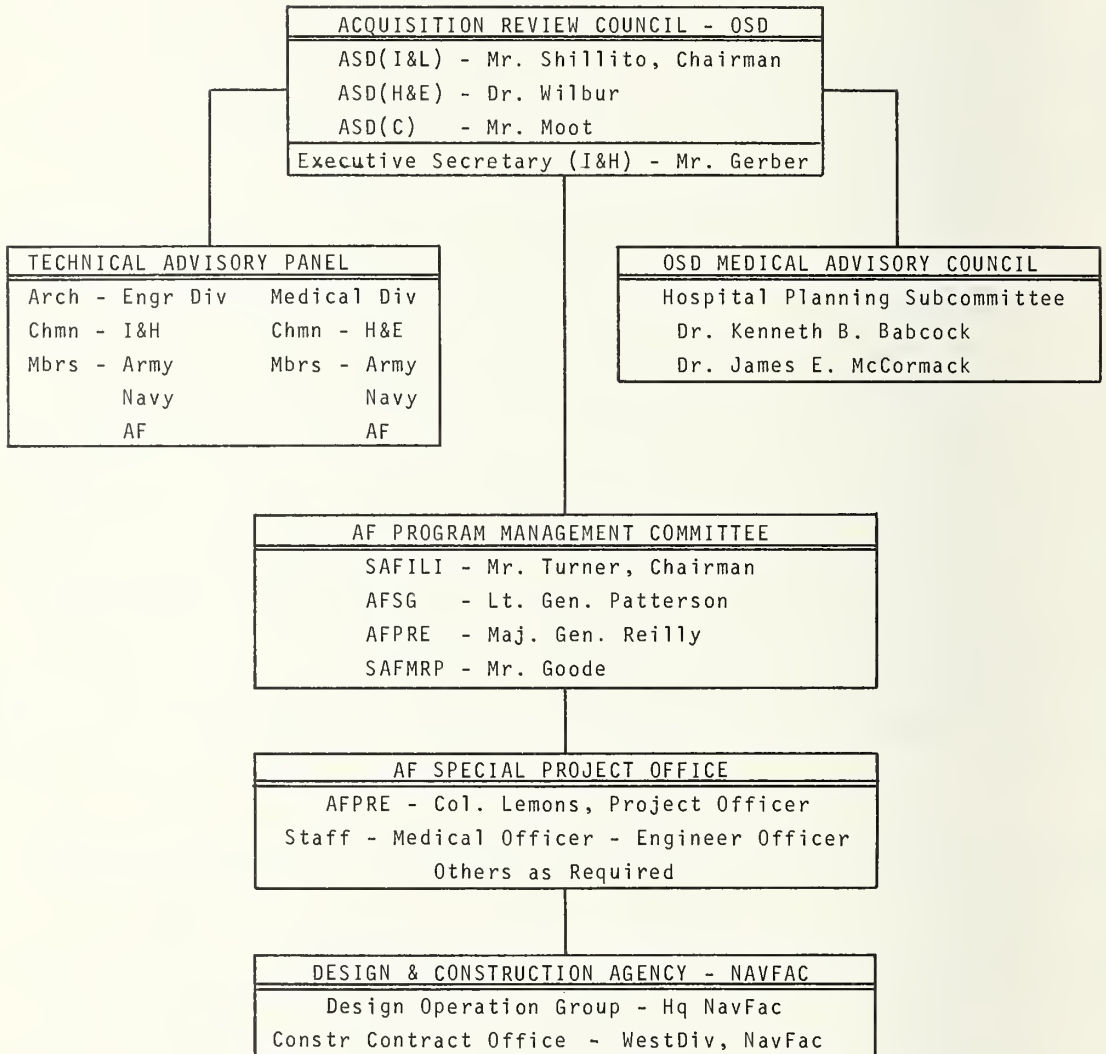 ACQUISITION REVIEW COUNCIL - OSD
ASD(I&L) - Mr. Shillito, Chairman
ASD(H&E) - Dr. Wilbur
ASD(C) - Mr. Moot
Executive Secretary (I&H) - Mr. Gerber
TECHNICAL ADVISORY PANEL
Arch - Engr Div Medical Div
Chmn - I&H Chmn - H&E
Mbrs - Army Mbrs - Army
Navy Navy
AF AF
OSD MEDICAL ADVISORY COUNCIL
Hospital Planning Subcommittee
Dr. Kenneth B. Babcock
Dr. James E. McCormack
AF PROGRAM MANAGEMENT COMMITTEE
SAFILI - Mr. Turner, Chairman
AFSG - Lt. Gen. Patterson
AFPRE - Maj. Gen. Reilly
SAFMRP - Mr. Goode
AF SPECIAL PROJECT OFFICE
AFPRE - Col. Lemons, Project Officer
Staff - Medical Officer - Engineer Officer
Others as Required
DESIGN & CONSTRUCTION AGENCY - NAVFAC
Design Operation Group - Hq NavFac
Constr Contract Office - WestDiv, NavFac